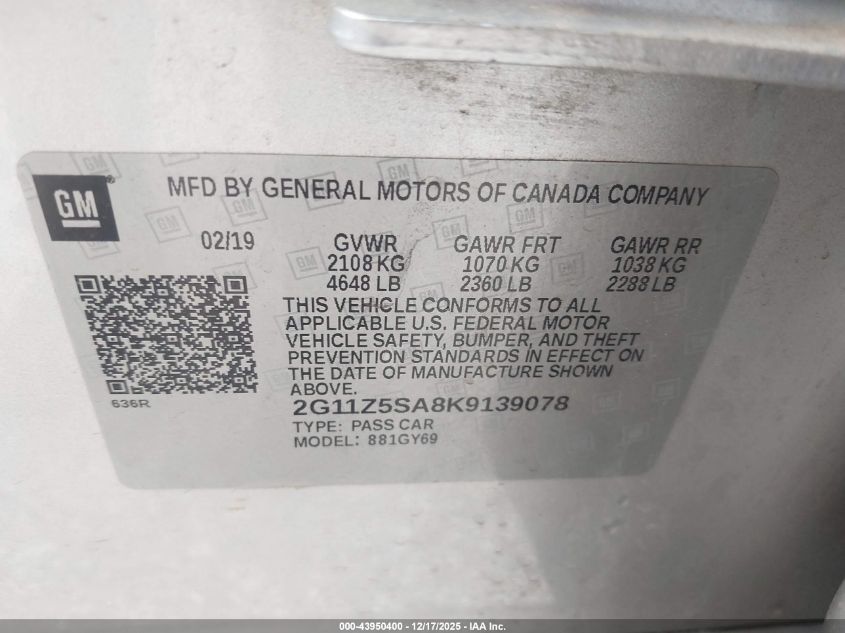 GM
MFD BY GENERAL MOTORS OF CANADA COMPANY
02/19 GVWR GAWR FRT GAWR RR
2108 KG 1070 KG 1038 KG
4648 LB 2360 LB 2288 LB
THIS VEHICLE CONFORMS TO ALL
APPLICABLE U.S. FEDERAL MOTOR
VEHICLE SAFETY, BUMPER, AND THEFT
PREVENTION STANDARDS IN EFFECT ON
THE DATE OF MANUFACTURE SHOWN
ABOVE.
636R
2G11Z5SA8K9139078
TYPE: PASS CAR
MODEL: 881GY69
000-43950400 - 12/17/2025 - IAA Inc.